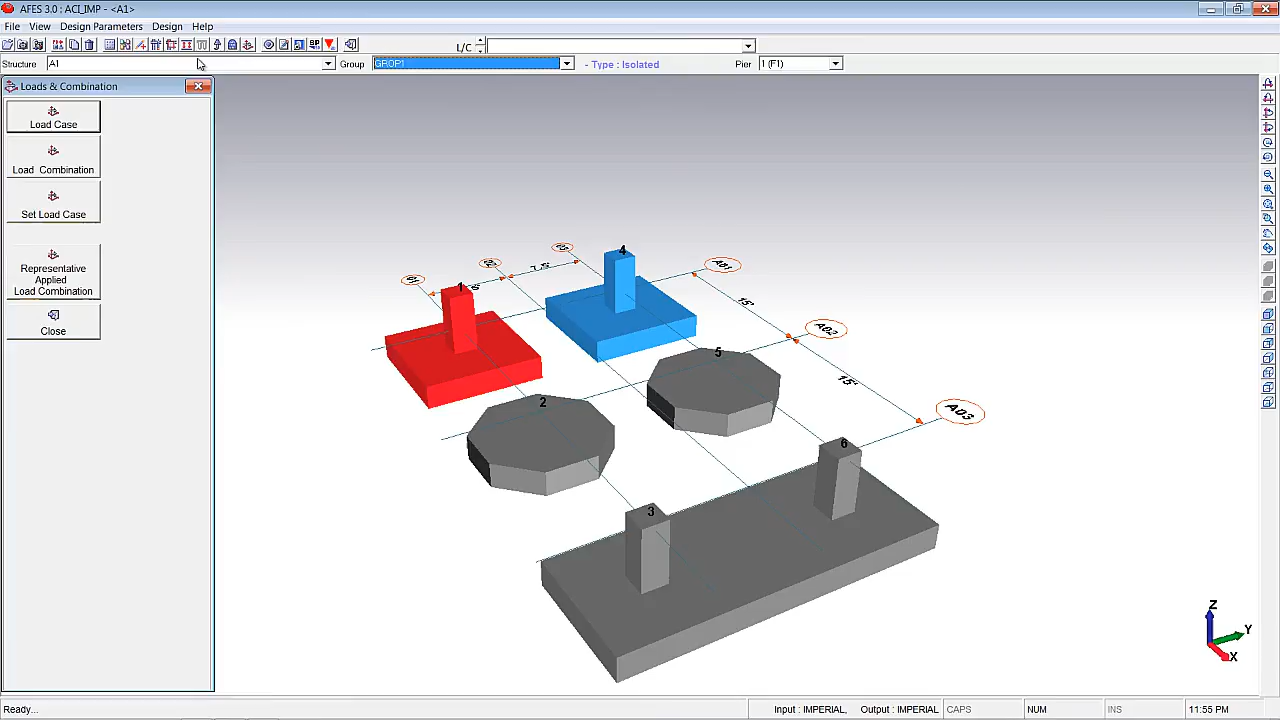 AFES 3.0 : ACI_IMP - <A1>
File View Design Parameters Design Help
L/C
Structure A1 Group GROP1 - Type : Isolated Pier 1 (F1)
Loads & Combination
Load Case
Load Combination
Set Load Case
Representative
Applied
Load Combination
Close
4
1
5
2
6
3
15'
15'
A01
A02
A03
Z
Y
X
Ready... Input : IMPERIAL, Output : IMPERIAL CAPS NUM INS 11:55 PM